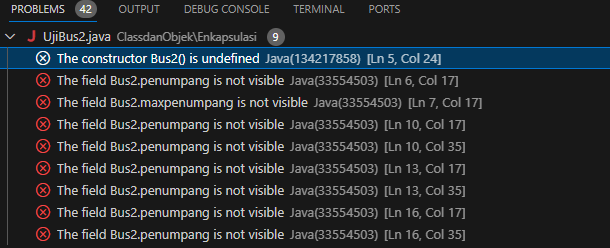 PROBLEMS 42 OUTPUT DEBUG CONSOLE TERMINAL PORTS
J UjiBus2.java ClassdanObjek\Enkapsulasi 9
The constructor Bus2() is undefined Java(134217858) [Ln 5, Col 24]
The field Bus2.penumpang is not visible Java(33554503) [Ln 6, Col 17]
The field Bus2.maxpenumpang is not visible Java(33554503) [Ln 7, Col 17]
The field Bus2.penumpang is not visible Java(33554503) [Ln 10, Col 17]
The field Bus2.penumpang is not visible Java(33554503) [Ln 10, Col 35]
The field Bus2.penumpang is not visible Java(33554503) [Ln 13, Col 17]
The field Bus2.penumpang is not visible Java(33554503) [Ln 13, Col 35]
The field Bus2.penumpang is not visible Java(33554503) [Ln 16, Col 17]
The field Bus2.penumpang is not visible Java(33554503) [Ln 16, Col 35]